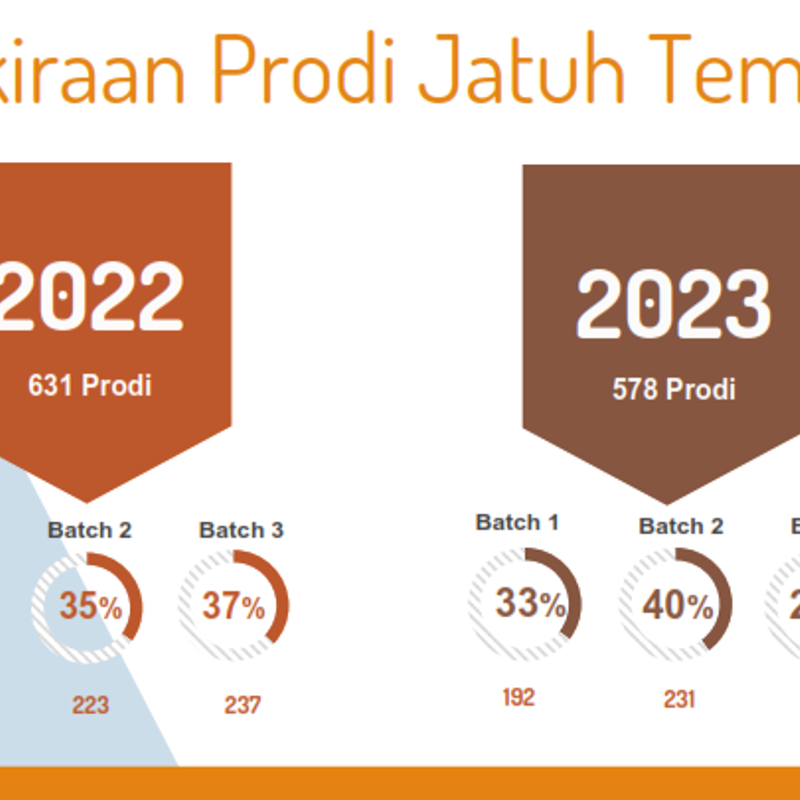 kiraan Prodi Jatuh Tem
2022
631 Prodi
Batch 2
35%
223
Batch 3
37%
237
2023
578 Prodi
Batch 1
33%
192
Batch 2
40%
231